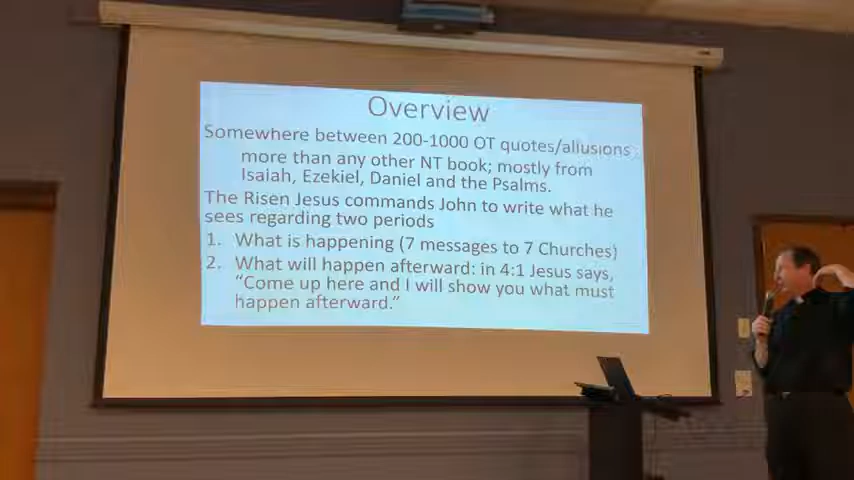 Overview
Somewhere between 200-1000 OT quotes/allusions;
more than any other NT book; mostly from
Isaiah, Ezekiel, Daniel and the Psalms.
The Risen Jesus commands John to write what he
sees regarding two periods
1. What is happening (7 messages to 7 Churches)
2. What will happen afterward: in 4:1 Jesus says,
“Come up here and I will show you what must
happen afterward.”